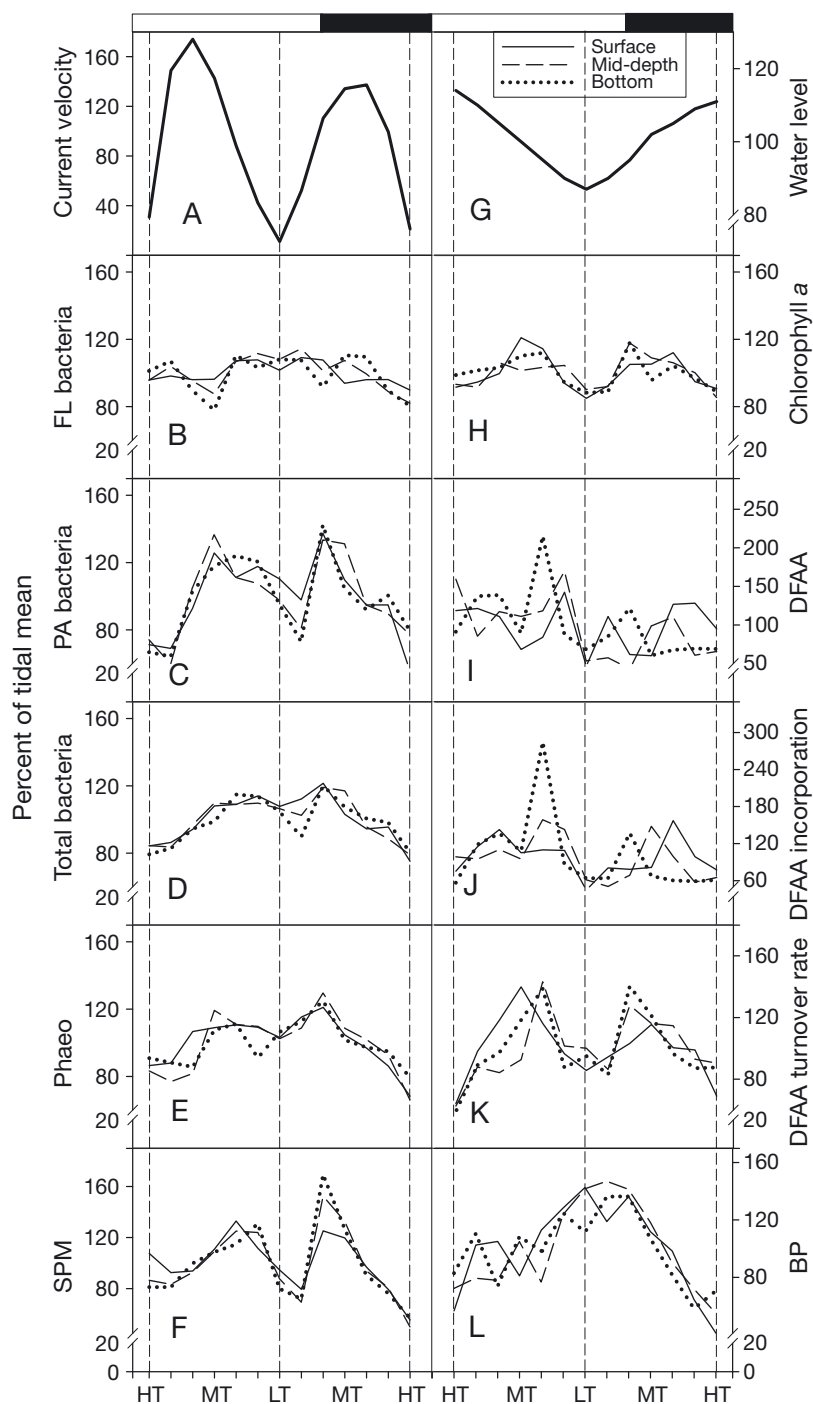 Percent of tidal mean
Current velocity
160
120
80
40
A
Surface
Mid-depth
Bottom
G
120
100
80
Water level
FL bacteria
160
120
80
20
B
H
160
120
80
20
Chlorophyll a
PA bacteria
160
120
80
20
C
I
250
200
150
100
50
DFAA
Total bacteria
160
120
80
20
D
J
300
240
180
120
60
DFAA incorporation
Phaeo
160
120
80
20
E
K
160
120
80
20
DFAA turnover rate
SPM
160
120
80
20
0
F
L
160
120
80
20
0
BP
HT MT LT MT HT HT MT LT MT HT